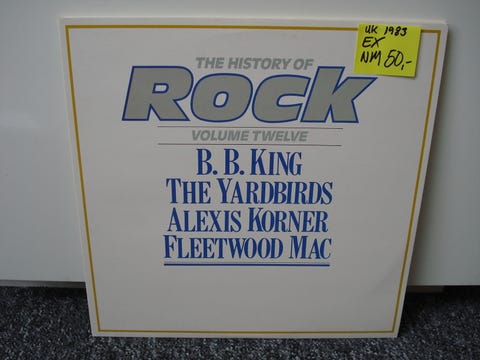 UK 1983
EX
NM 50,-
THE HISTORY OF
ROCK
VOLUME TWELVE
B. B. KING
THE YARDBIRDS
ALEXIS KORNER
FLEETWOOD MAC